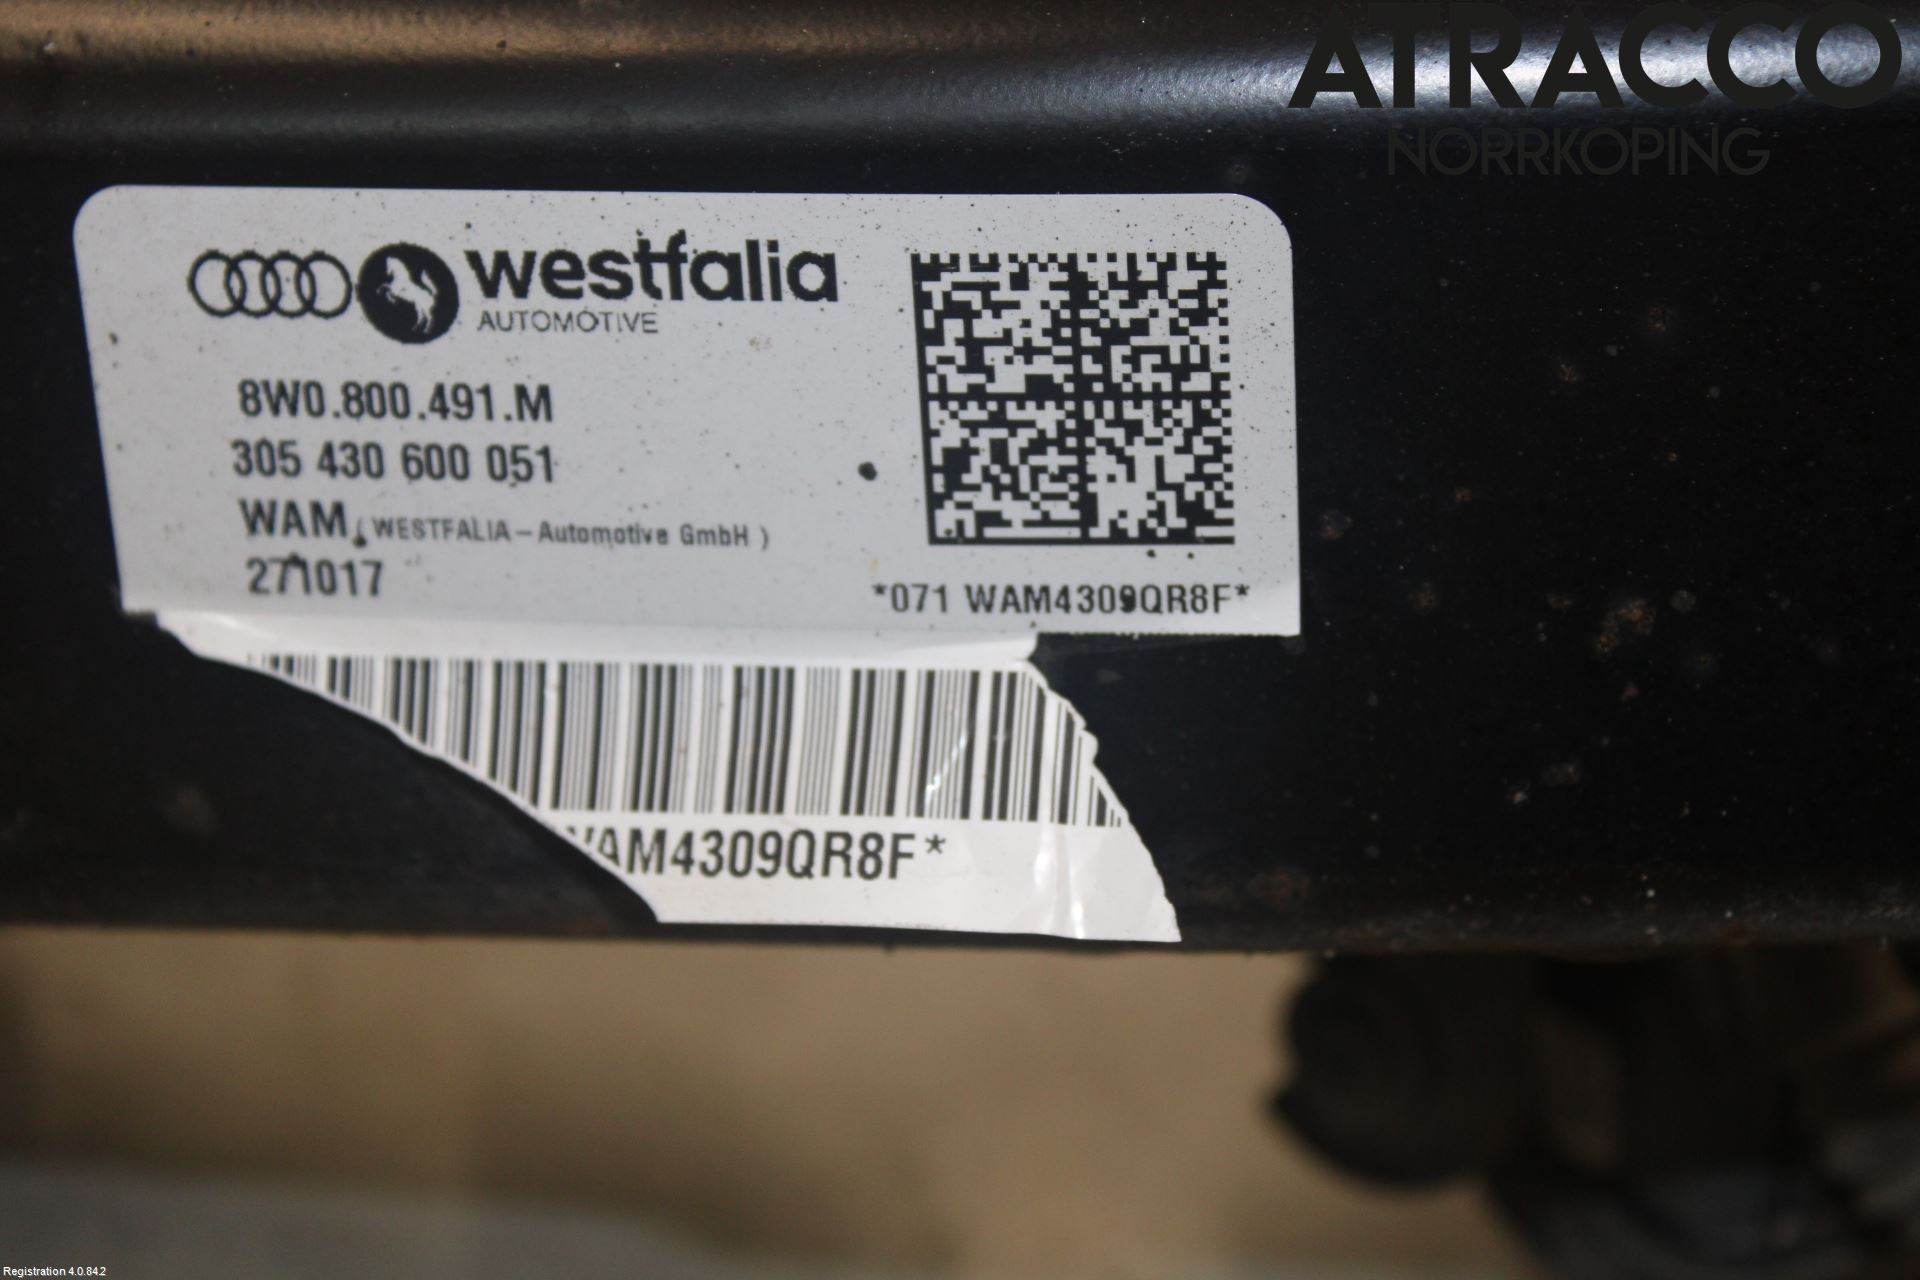 ATRACCO
NORRKOPING
westfalia
AUTOMOTIVE
8W0.800.491.M
305 430 600 051
WAM ( WESTFALIA-Automotive GmbH )
271017
*071 WAM4309QR8F*
WAM4309QR8F*
Registration 4.0.84.2